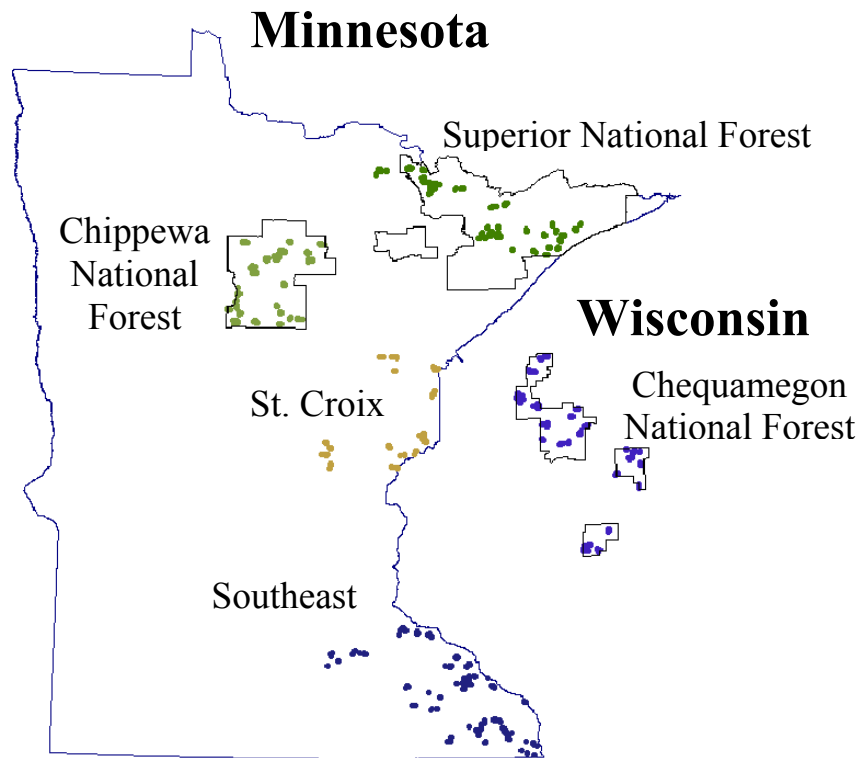 Minnesota
Superior National Forest
Chippewa
National
Forest
Wisconsin
Chequamegon
National Forest
St. Croix
Southeast